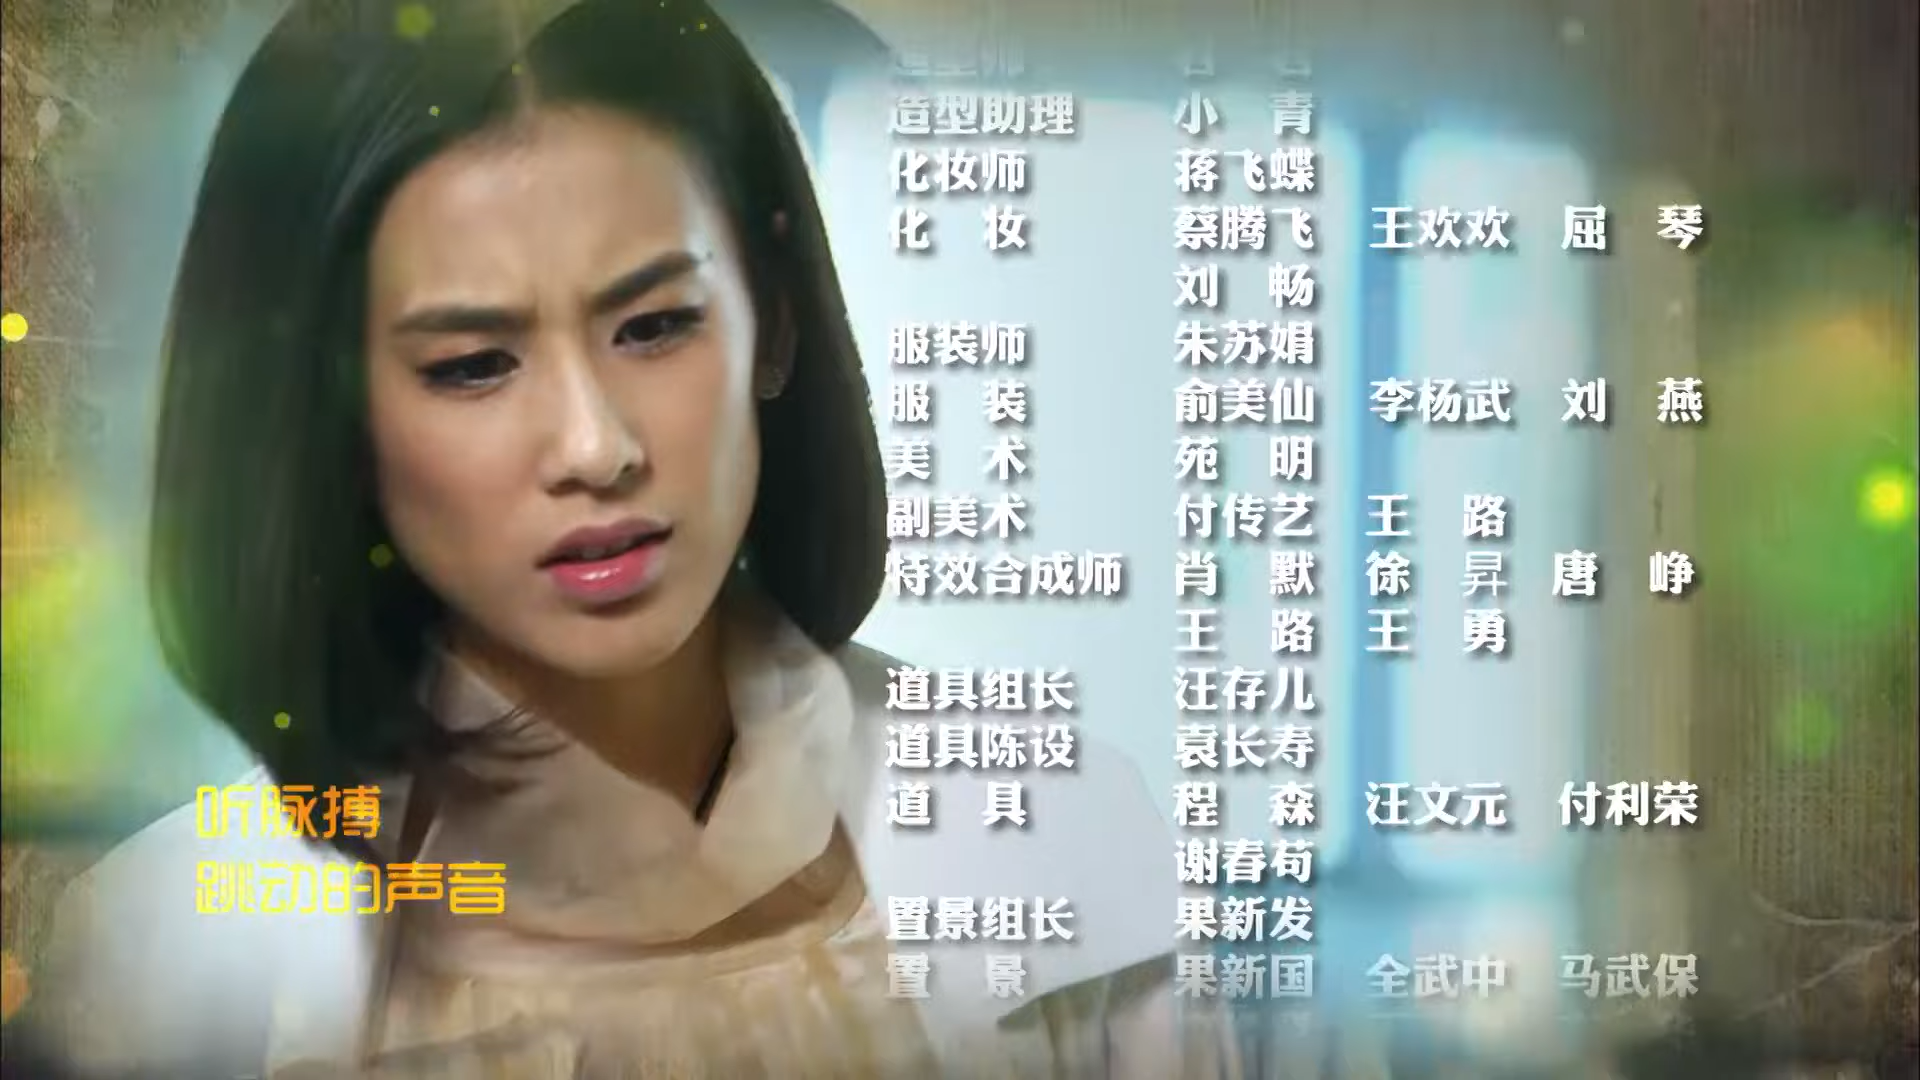 造型助理 小 青
化妆师 蒋飞蝶
化 妆 蔡腾飞 王欢欢 屈 琴
刘 畅
服装师 朱苏娟
服 装 俞美仙 李杨武 刘 燕
美 术 苑 明
副美术 付传艺 王 路
特效合成师 肖 默 徐 昇 唐 峥
王 路 王 勇
道具组长 汪存儿
道具陈设 袁长寿
道 具 程 森 汪文元 付利荣
谢春苟
置景组长 果新发
置 景 果新国 全武中 马武保
听脉搏
跳动的声音